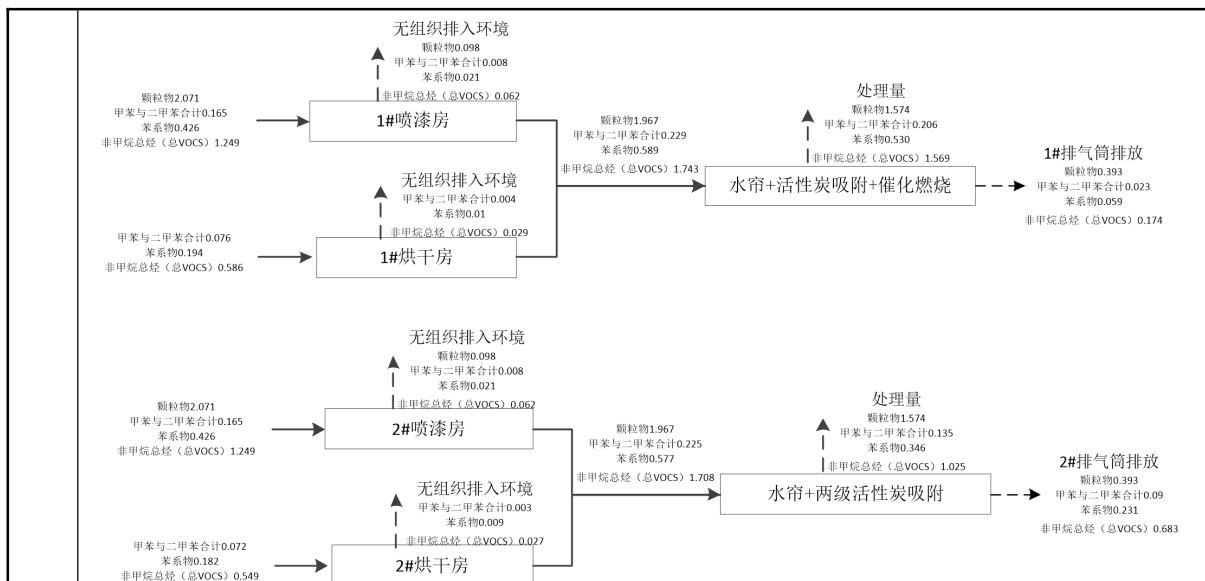 无组织排入环境
颗粒物0.098
甲苯与二甲苯合计0.008
苯系物0.021
非甲烷总烃（总VOCS）0.062
颗粒物2.071
甲苯与二甲苯合计0.165
苯系物0.426
非甲烷总烃（总VOCS）1.249
1#喷漆房
颗粒物1.967
甲苯与二甲苯合计0.229
苯系物0.589
非甲烷总烃（总VOCS）1.743
处理量
颗粒物1.574
甲苯与二甲苯合计0.206
苯系物0.530
非甲烷总烃（总VOCS）1.569
水帘+活性炭吸附+催化燃烧
1#排气筒排放
颗粒物0.393
甲苯与二甲苯合计0.023
苯系物0.059
非甲烷总烃（总VOCS）0.174
无组织排入环境
甲苯与二甲苯合计0.004
苯系物0.01
非甲烷总烃（总VOCS）0.029
甲苯与二甲苯合计0.076
苯系物0.194
非甲烷总烃（总VOCS）0.586
1#烘干房
无组织排入环境
颗粒物0.098
甲苯与二甲苯合计0.008
苯系物0.021
非甲烷总烃（总VOCS）0.062
颗粒物2.071
甲苯与二甲苯合计0.165
苯系物0.426
非甲烷总烃（总VOCS）1.249
2#喷漆房
颗粒物1.967
甲苯与二甲苯合计0.225
苯系物0.577
非甲烷总烃（总VOCS）1.708
处理量
颗粒物1.574
甲苯与二甲苯合计0.135
苯系物0.346
非甲烷总烃（总VOCS）1.025
水帘+两级活性炭吸附
2#排气筒排放
颗粒物0.393
甲苯与二甲苯合计0.09
苯系物0.231
非甲烷总烃（总VOCS）0.683
无组织排入环境
甲苯与二甲苯合计0.003
苯系物0.009
非甲烷总烃（总VOCS）0.027
甲苯与二甲苯合计0.072
苯系物0.182
非甲烷总烃（总VOCS）0.549
2#烘干房